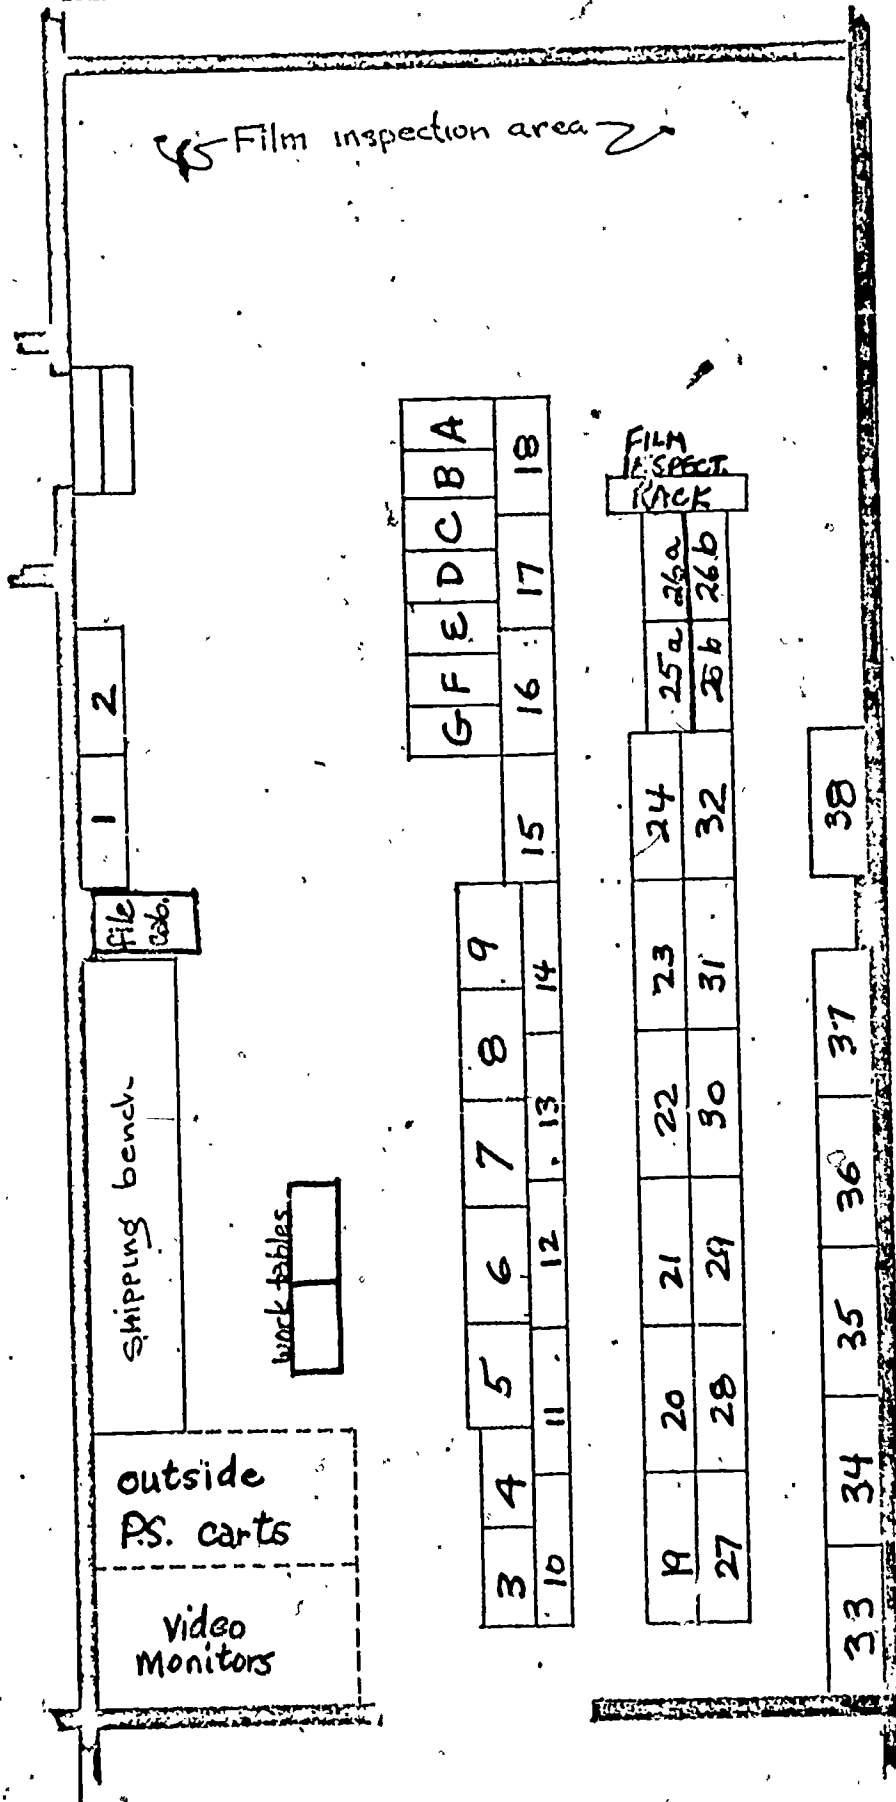 Film inspection area
A
B
C
D
E
F
G
18
17
16
15
FILM
INSPECT.
RACK
26a
26b
25a
25b
2
1
file
cab.
shipping bench
work tables
outside
P.S. carts
Video
Monitors
9
8
7
6
5
4
3
14
13
12
11
10
24
32
23
31
22
30
21
29
20
28
19
27
38
37
36
35
34
33